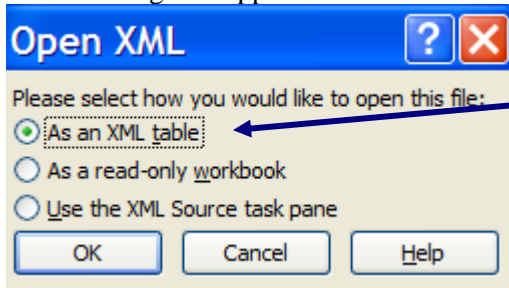 Open XML
Please select how you would like to open this file:
As an XML table
As a read-only workbook
Use the XML Source task pane
OK Cancel Help